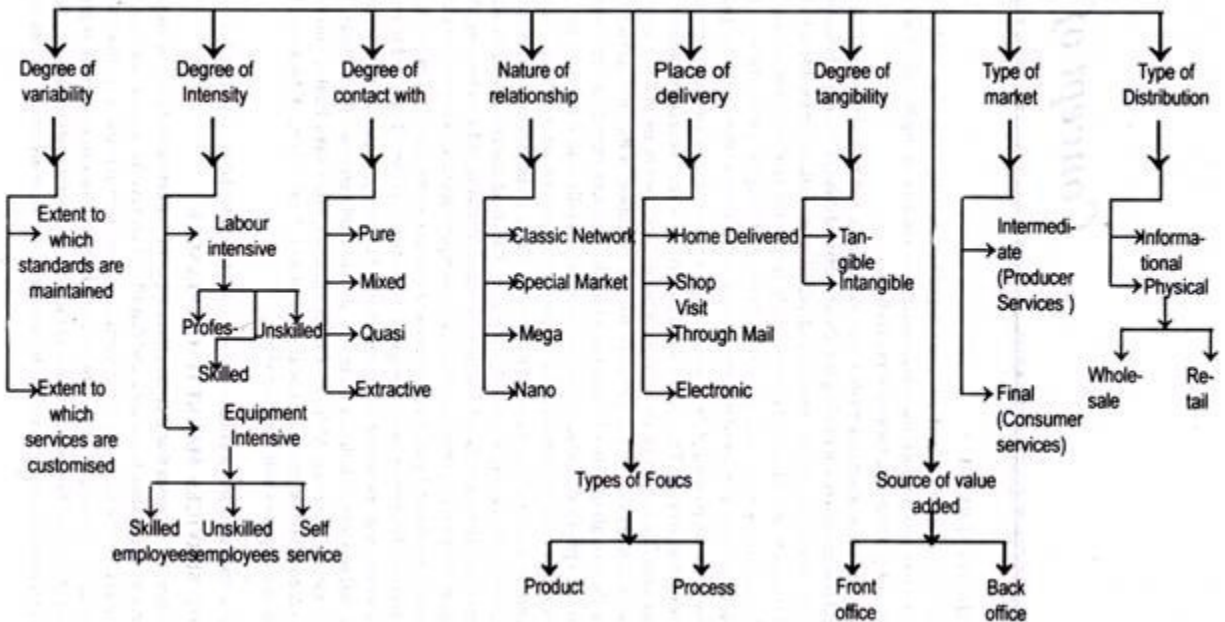 Degree of
variability
Degree of
Intensity
Degree of
contact with
Nature of
relationship
Place of
delivery
Degree of
tangibility
Type of
market
Type of
Distribution
Extent to
which
standards are
maintained
Extent to
which
services are
customised
Labour
intensive
Profes-
Unskilled
Skilled
Equipment
Intensive
Skilled
employees
Unskilled
employees
Self
service
Pure
Mixed
Quasi
Extractive
Classic Network
Special Market
Mega
Nano
Home Delivered
Shop
Visit
Through Mail
Electronic
Tan-
gible
Intangible
Intermedi-
ate
(Producer
Services )
Final
(Consumer
services)
Informa-
tional
Physical
Whole-
sale
Re-
tail
Types of Foucs
Product
Process
Source of value
added
Front
office
Back
office